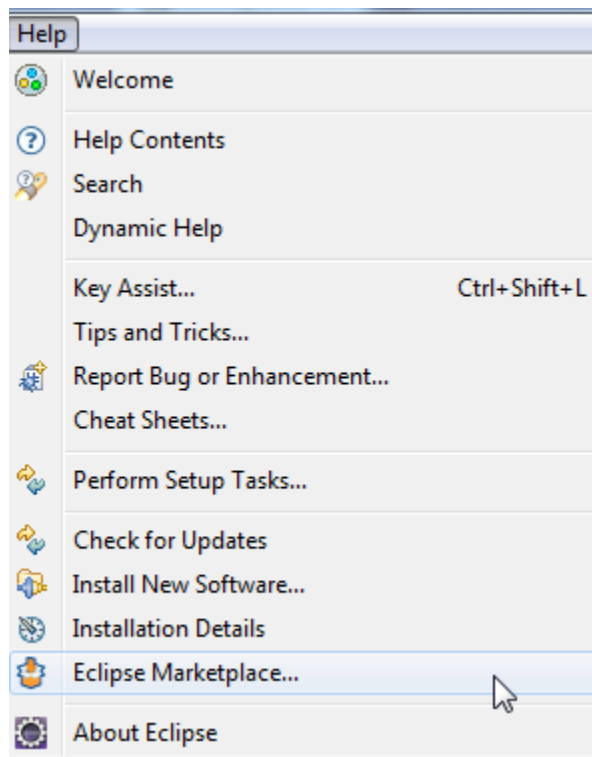 Help
Welcome
Help Contents
Search
Dynamic Help
Key Assist... Ctrl+Shift+L
Tips and Tricks...
Report Bug or Enhancement...
Cheat Sheets...
Perform Setup Tasks...
Check for Updates
Install New Software...
Installation Details
Eclipse Marketplace...
About Eclipse